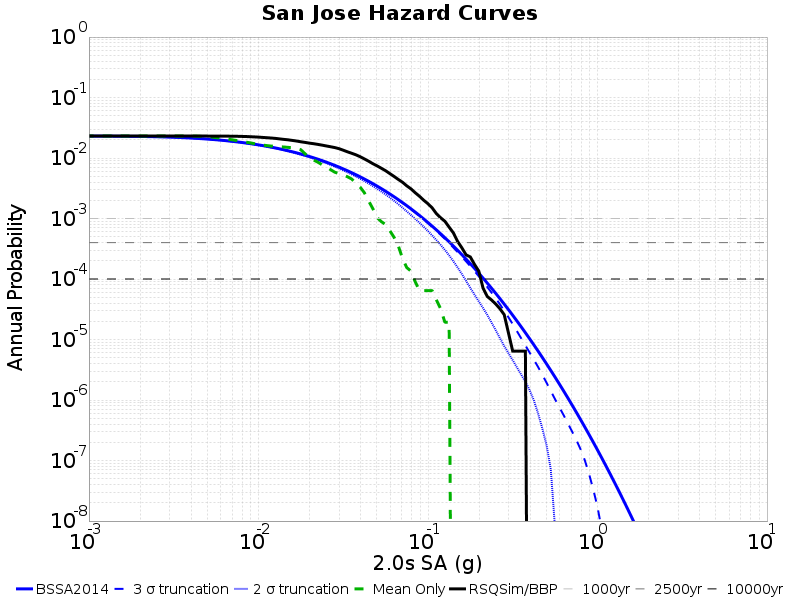 San Jose Hazard Curves
10^0
10^-1
10^-2
10^-3
10^-4
10^-5
10^-6
10^-7
10^-8
Annual Probability
10^-3 10^-2 10^-1 10^0 10^1
2.0s SA (g)
BSSA2014 3 σ truncation 2 σ truncation Mean Only RSQSim/BBP 1000yr 2500yr 10000yr